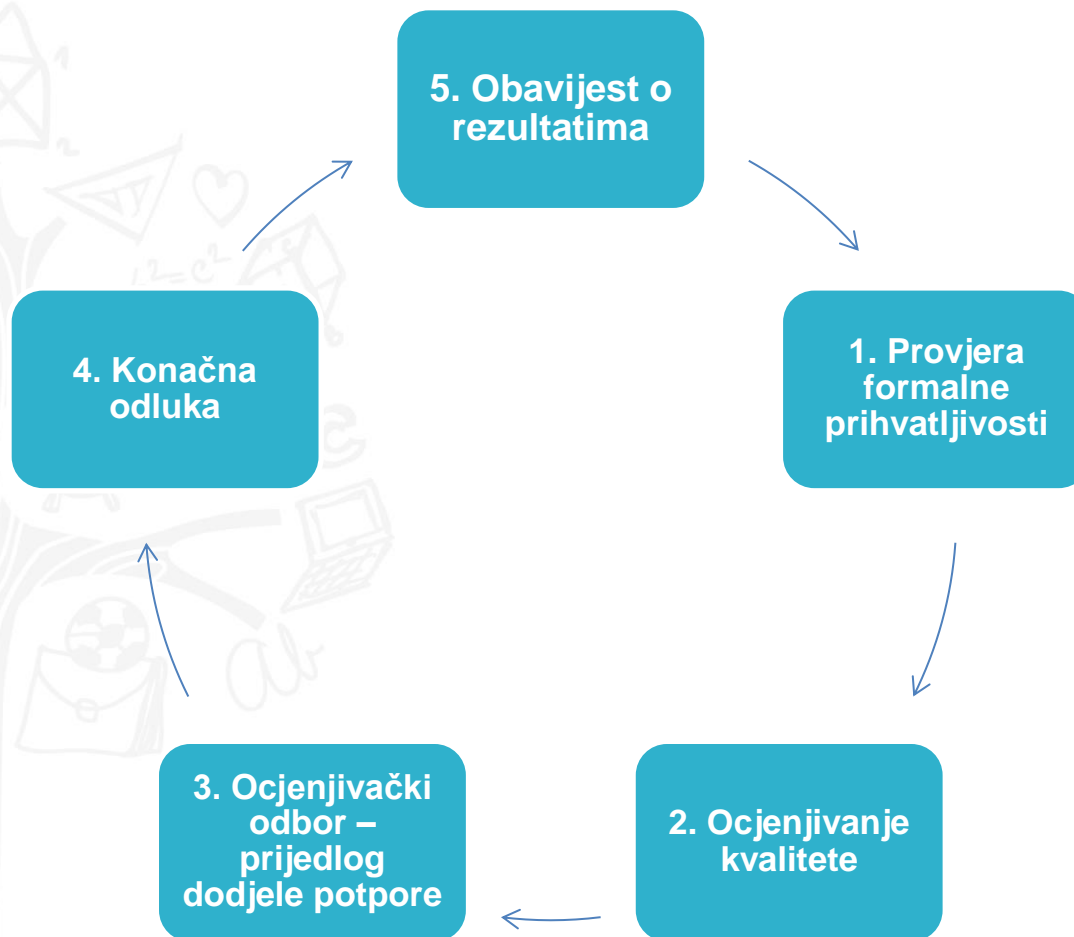 5. Obavijest o
rezultatima
1. Provjera
formalne
prihvatljivosti
2. Ocjenjivanje
kvalitete
3. Ocjenjivački
odbor –
prijedlog
dodjele potpore
4. Konačna
odluka